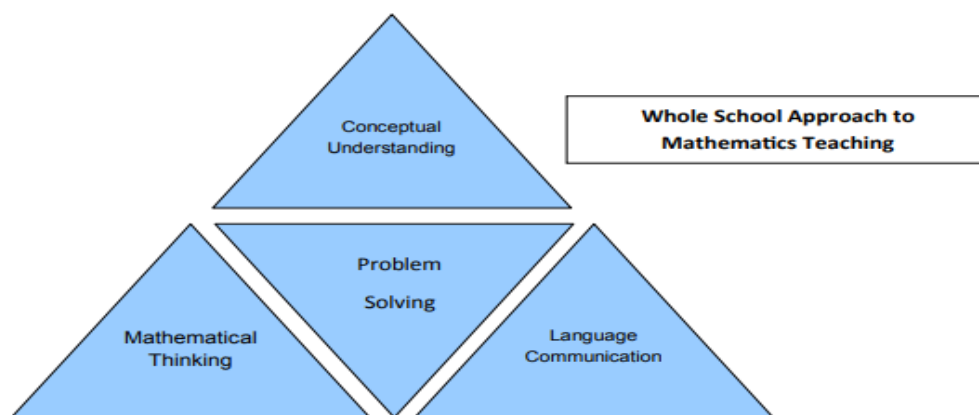 Conceptual
Understanding
Whole School Approach to
Mathematics Teaching
Problem
Solving
Mathematical
Thinking
Language
Communication